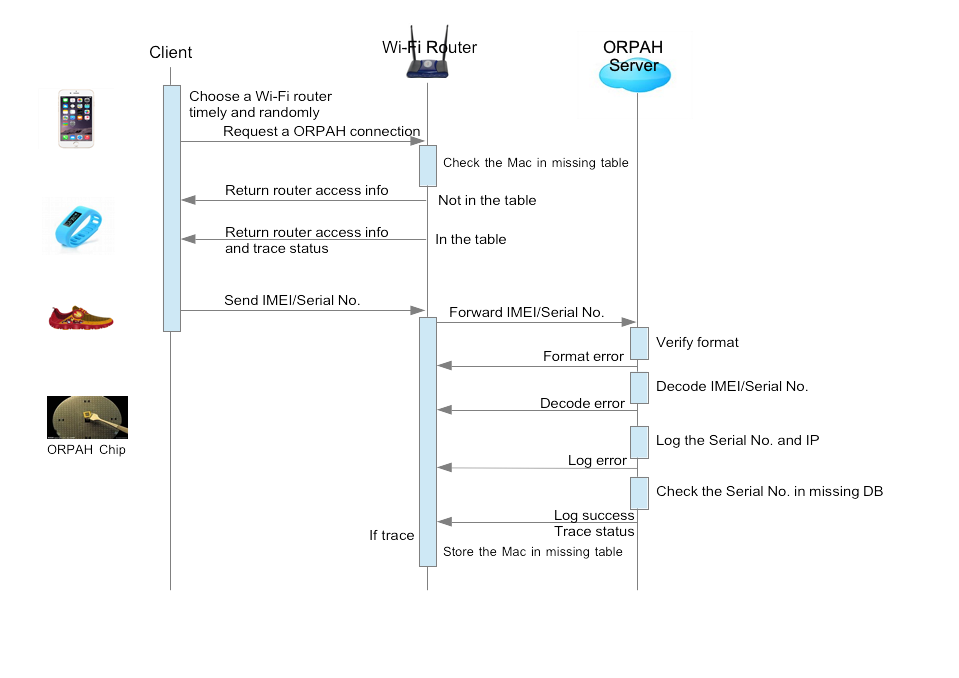 Client
Wi-Fi Router
ORPAH
Server
Choose a Wi-Fi router
timely and randomly
Request a ORPAH connection
Check the Mac in missing table
Return router access info
Not in the table
Return router access info
and trace status
In the table
Send IMEI/Serial No.
Forward IMEI/Serial No.
Verify format
Format error
Decode IMEI/Serial No.
Decode error
Log the Serial No. and IP
ORPAH Chip
Log error
Check the Serial No. in missing DB
Log success
Trace status
If trace
Store the Mac in missing table